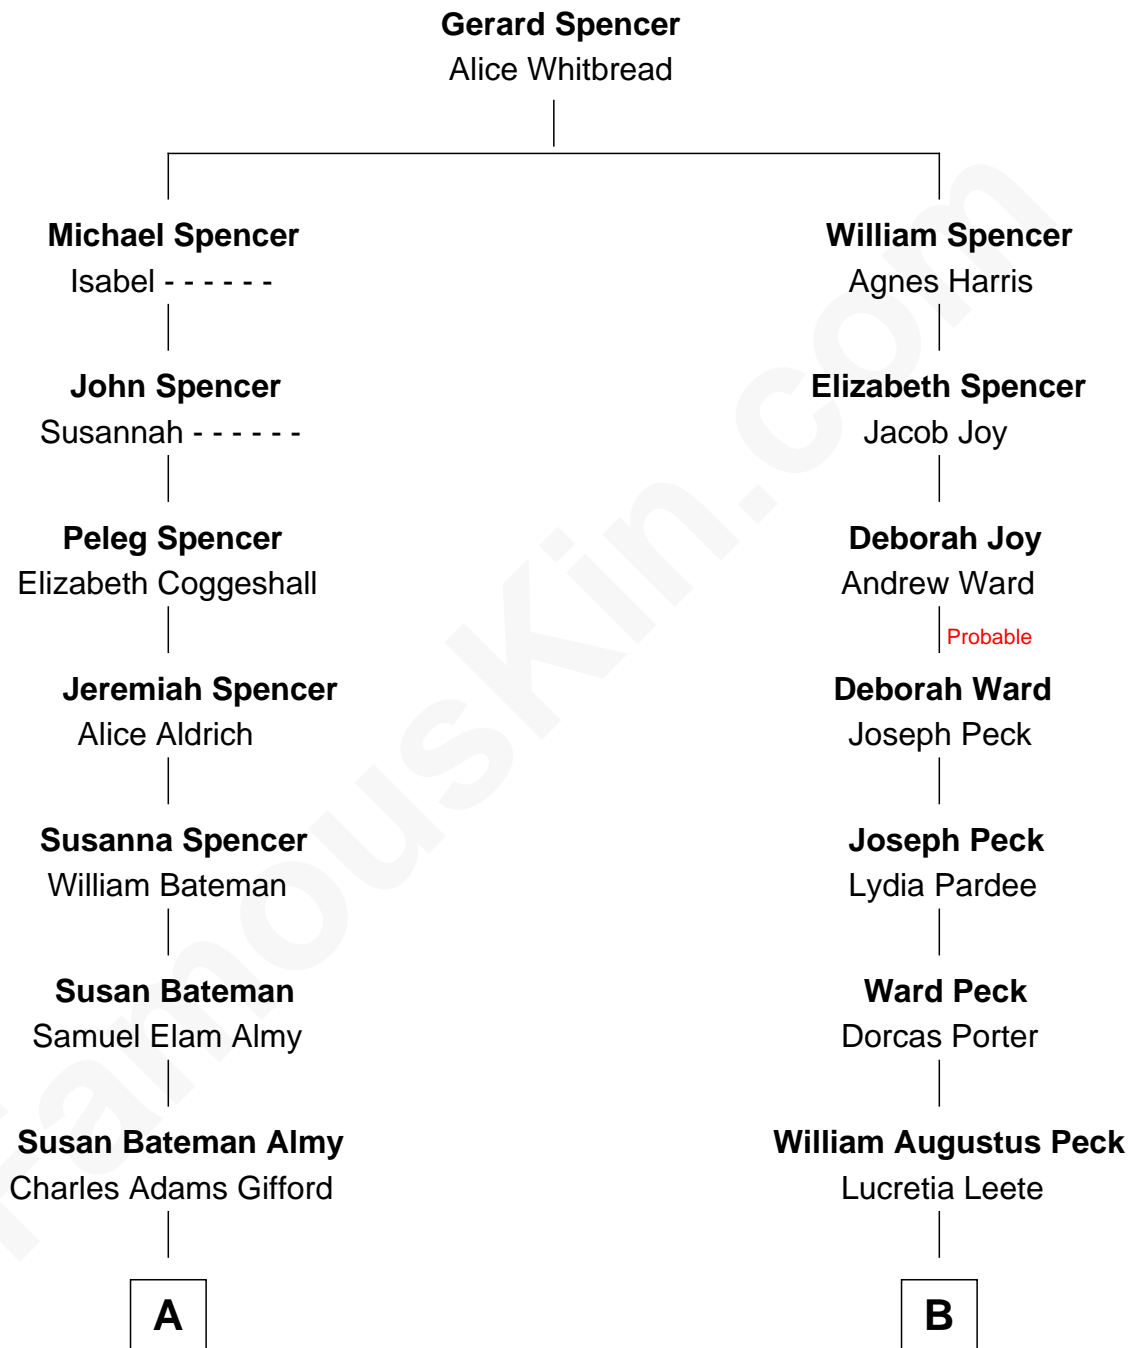 Gerard Spencer
Alice Whitbread
Michael Spencer
Isabel - - - - - -
John Spencer
Susannah - - - - - -
Peleg Spencer
Elizabeth Coggeshall
Jeremiah Spencer
Alice Aldrich
Susanna Spencer
William Bateman
Susan Bateman
Samuel Elam Almy
Susan Bateman Almy
Charles Adams Gifford
A
William Spencer
Agnes Harris
Elizabeth Spencer
Jacob Joy
Deborah Joy
Andrew Ward
Probable
Deborah Ward
Joseph Peck
Joseph Peck
Lydia Pardee
Ward Peck
Dorcas Porter
William Augustus Peck
Lucretia Leete
B
FamousKin.com